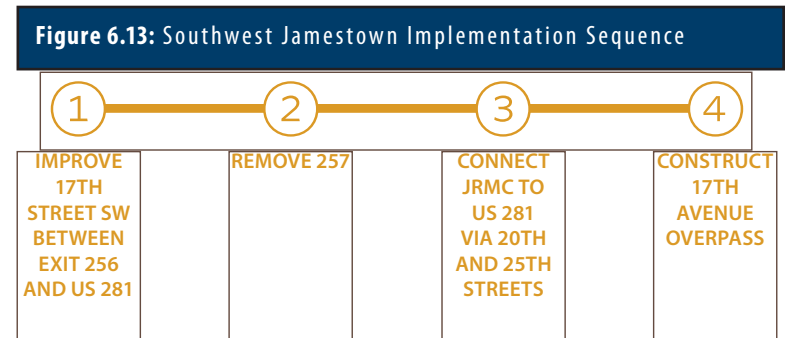 Figure 6.13: Southwest Jamestown Implementation Sequence
1
2
3
4
IMPROVE
17TH
STREET SW
BETWEEN
EXIT 256
AND US 281
REMOVE 257
CONNECT
JRMC TO
US 281
VIA 20TH
AND 25TH
STREETS
CONSTRUCT
17TH
AVENUE
OVERPASS